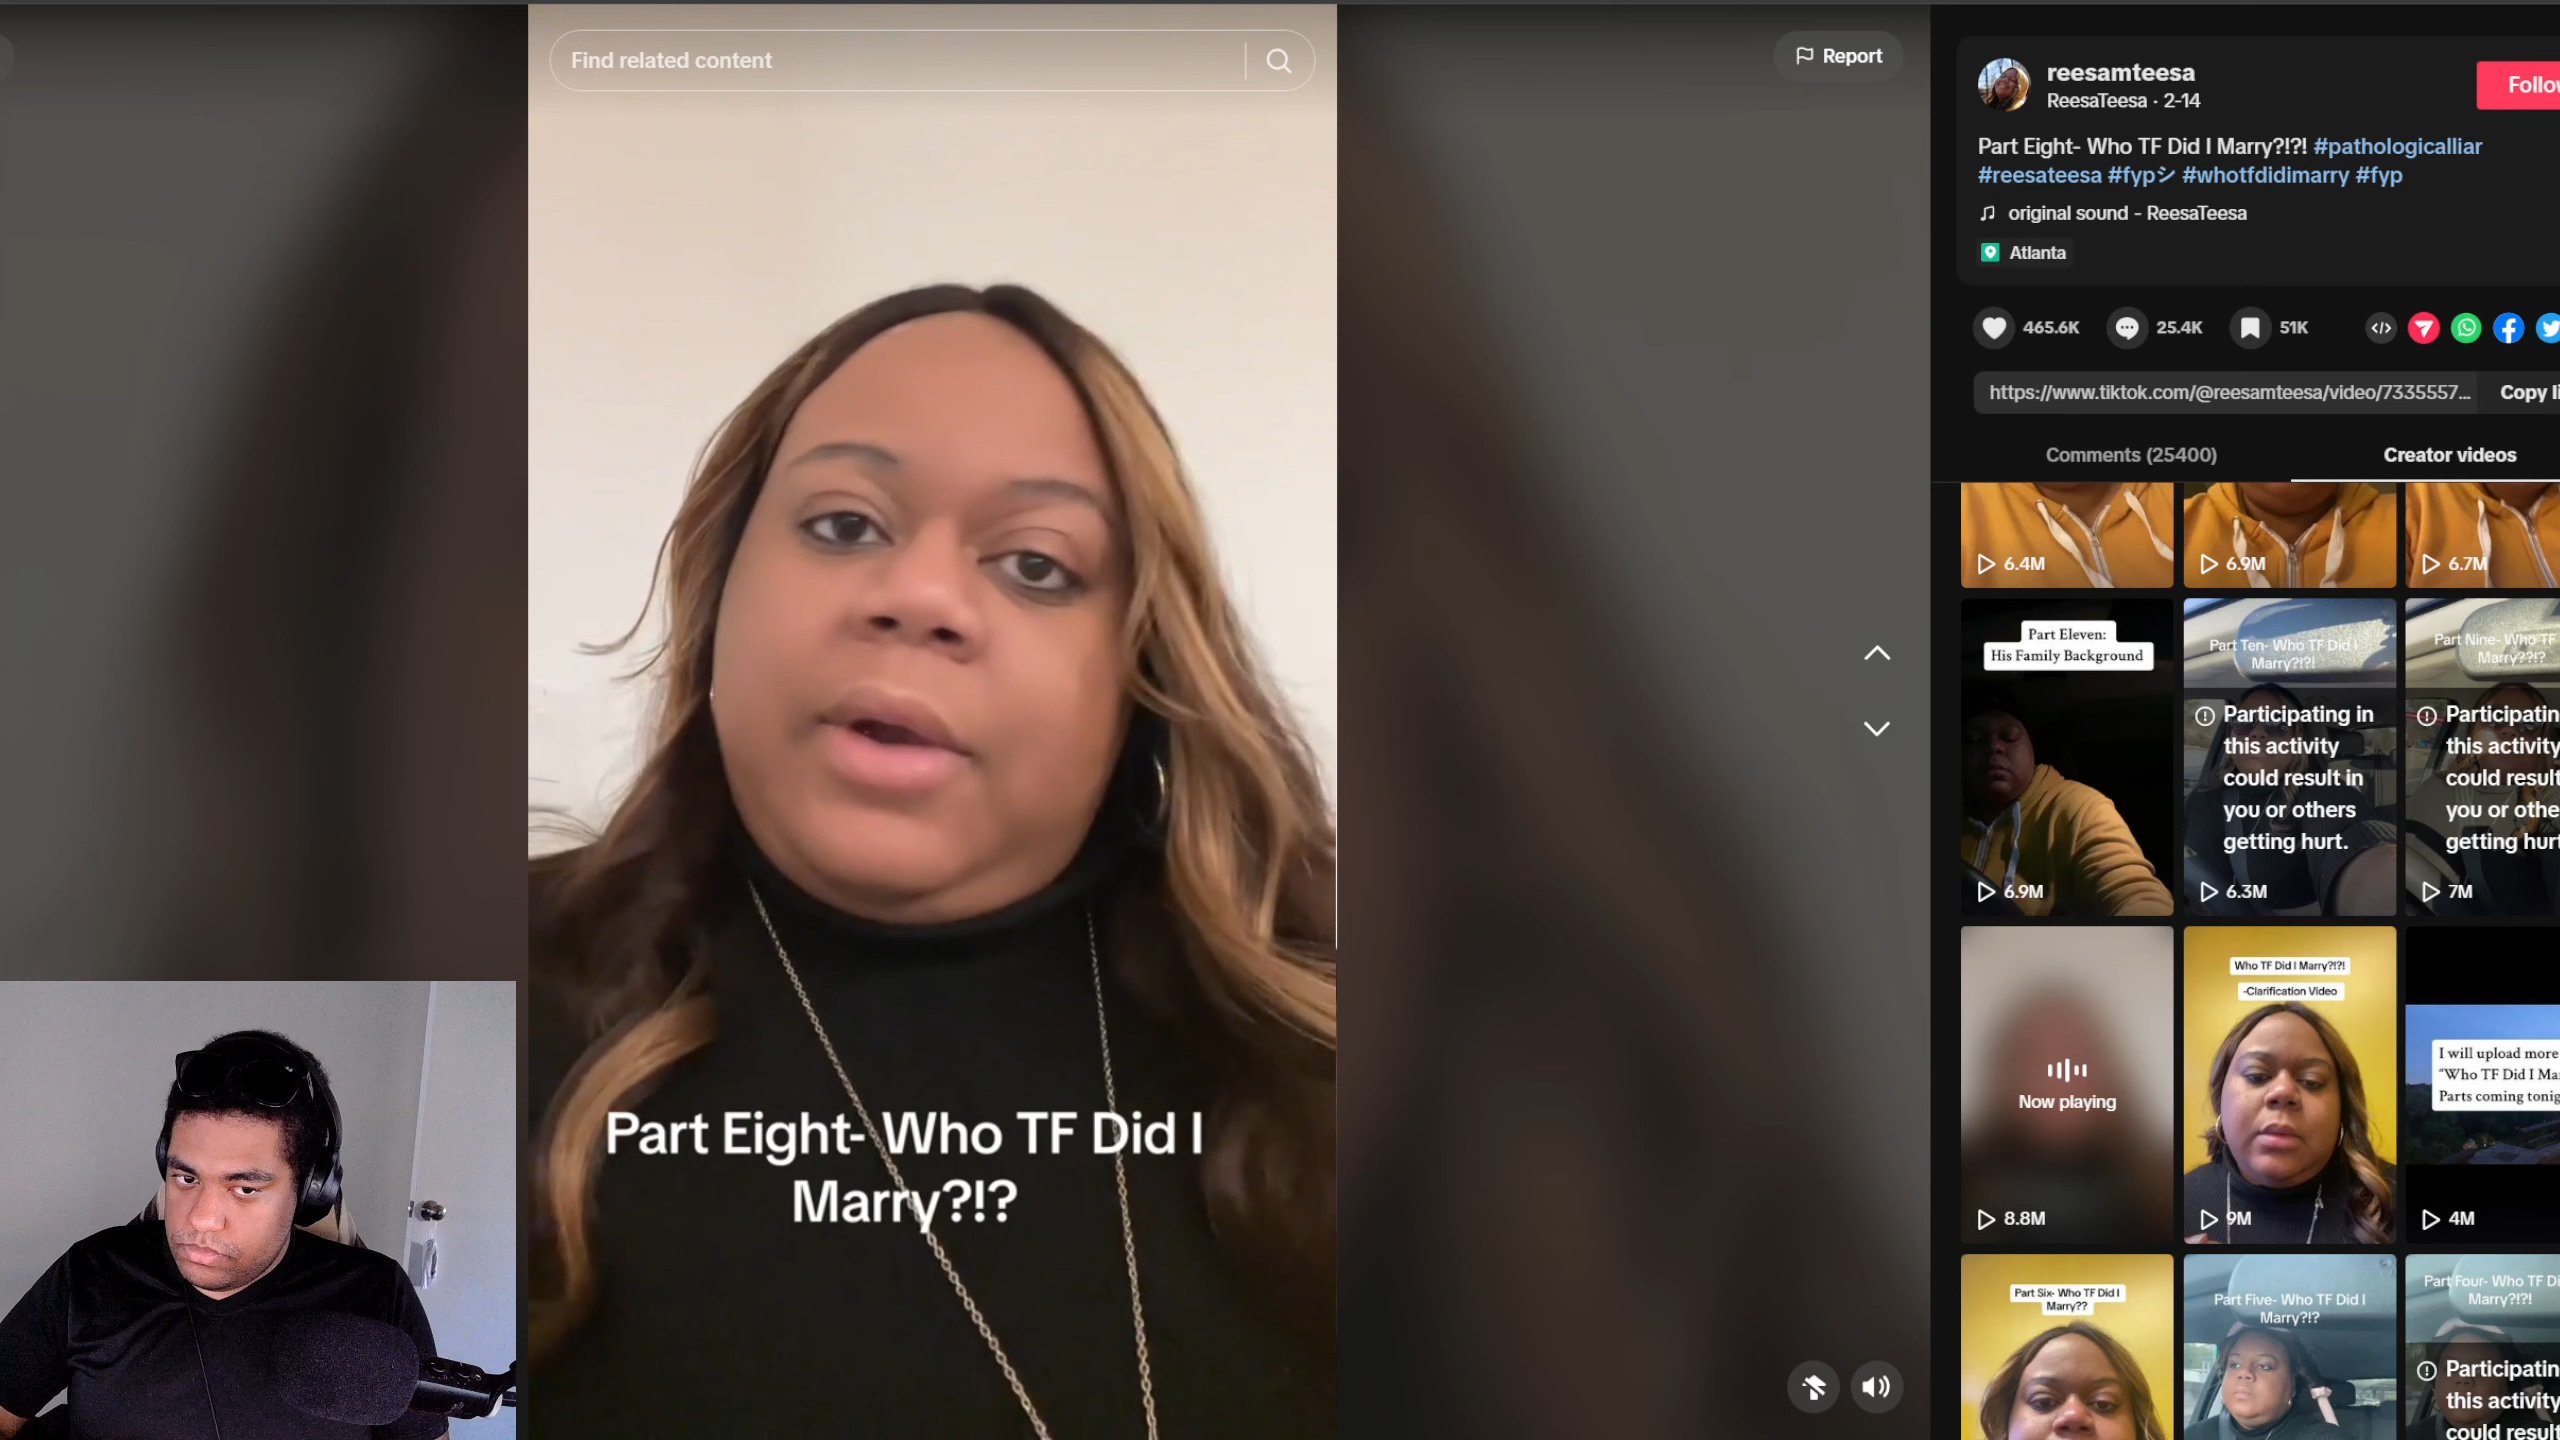 Find related content
Report
reesamteesa
ReesaTeesa · 2-14
Follow
Part Eight- Who TF Did I Marry?!?! #pathologicalliar
#reesateesa #fypシ #whotfdidimarry #fyp
original sound - ReesaTeesa
Atlanta
465.6K
25.4K
51K
https://www.tiktok.com/@reesamteesa/video/7335557...
Copy li
Comments (25400)
Creator videos
6.4M
6.9M
6.7M
Part Eleven:
His Family Background
6.9M
Part Ten- Who TF Did I
Marry?!?!
Participating in
this activity
could result in
you or others
getting hurt.
6.3M
Part Nine- Who TF
Marry??!?
Participatin
this activity
could result
you or othe
getting hurt
7M
Now playing
8.8M
Who TF Did I Marry?!?!
-Clarification Video
9M
I will upload more
"Who TF Did I Ma
Parts coming tonig
4M
Part Six- Who TF Did I
Marry??
Part Five- Who TF Did I
Marry?!?
Part Four- Who TF Di
Marry?!?!
Participatin
this activity
could result
Part Eight- Who TF Did I
Marry?!?